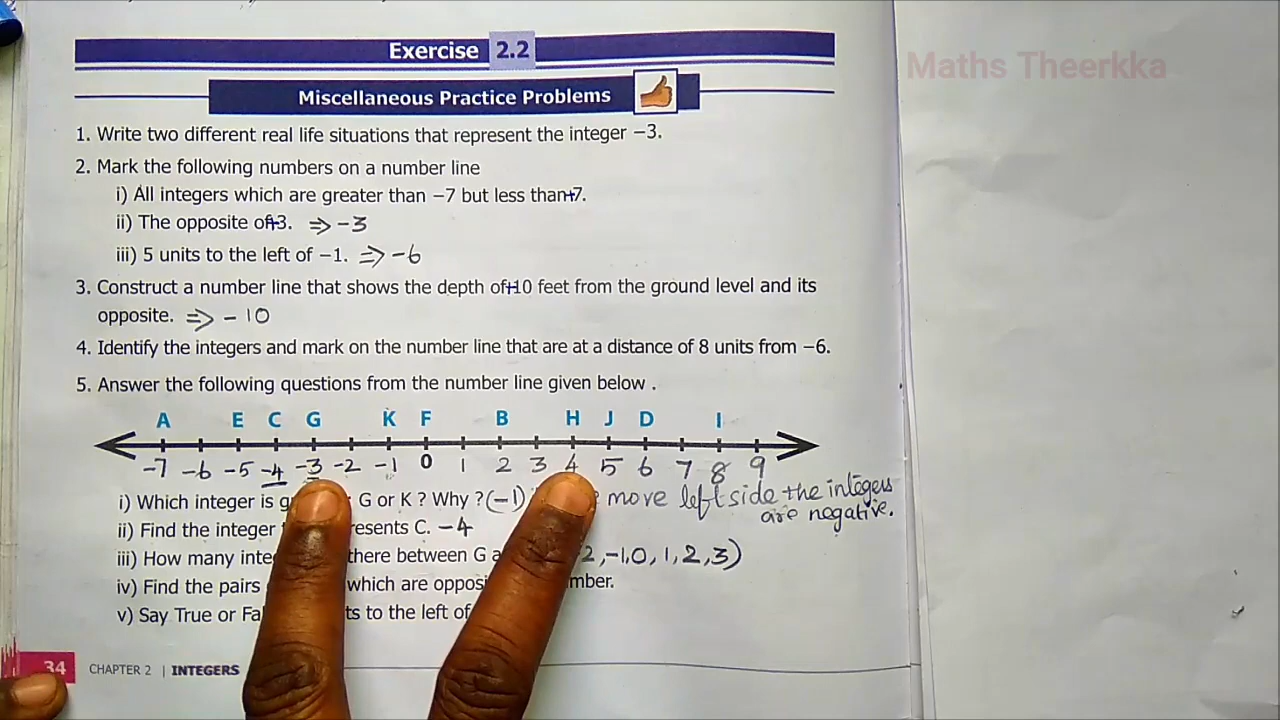 Maths Theerkka
Exercise 2.2
Miscellaneous Practice Problems
1. Write two different real life situations that represent the integer −3.
2. Mark the following numbers on a number line
i) All integers which are greater than −7 but less than +7.
ii) The opposite of +3. ⇒ −3
iii) 5 units to the left of −1. ⇒ −6
3. Construct a number line that shows the depth of +10 feet from the ground level and its
opposite. ⇒ −10
4. Identify the integers and mark on the number line that are at a distance of 8 units from −6.
5. Answer the following questions from the number line given below .
A E C G K F B H J D I
−7 −6 −5 −4 −3 −2 −1 0 1 2 3 4 5 6 7 8 9
i) Which integer is G or K ? Why ? (−1) move left side the integers
are negative.
ii) Find the integer C. −4
iii) How many there between G 2, −1, 0, 1, 2, 3)
iv) Find the pairs which are
v) Say True or to the left of
34 CHAPTER 2 | INTEGERS